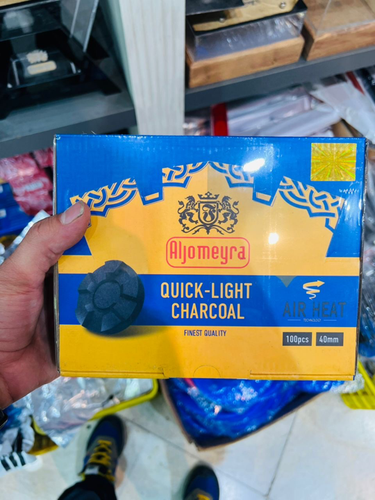 Aljomeyra
QUICK-LIGHT
CHARCOAL
FINEST QUALITY
AIR HEAT
100pcs
40mm